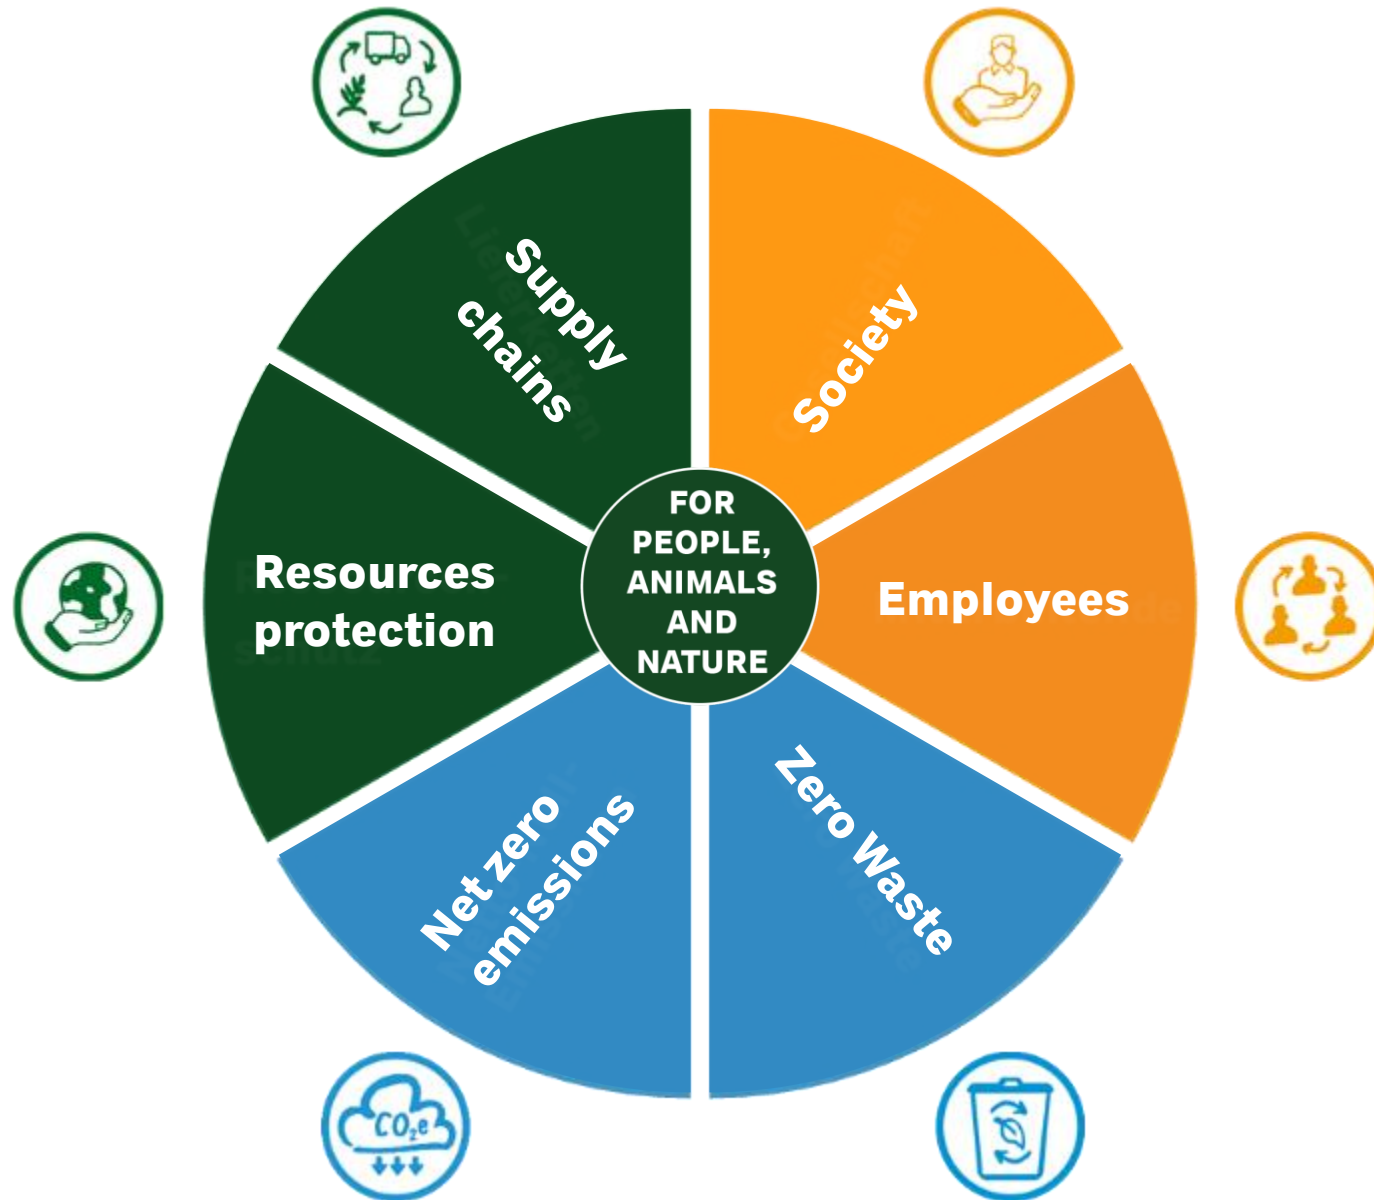 Supply
chains
Society
Resources
protection
FOR
PEOPLE,
ANIMALS
AND
NATURE
Employees
Net zero
emissions
Zero Waste
CO₂e